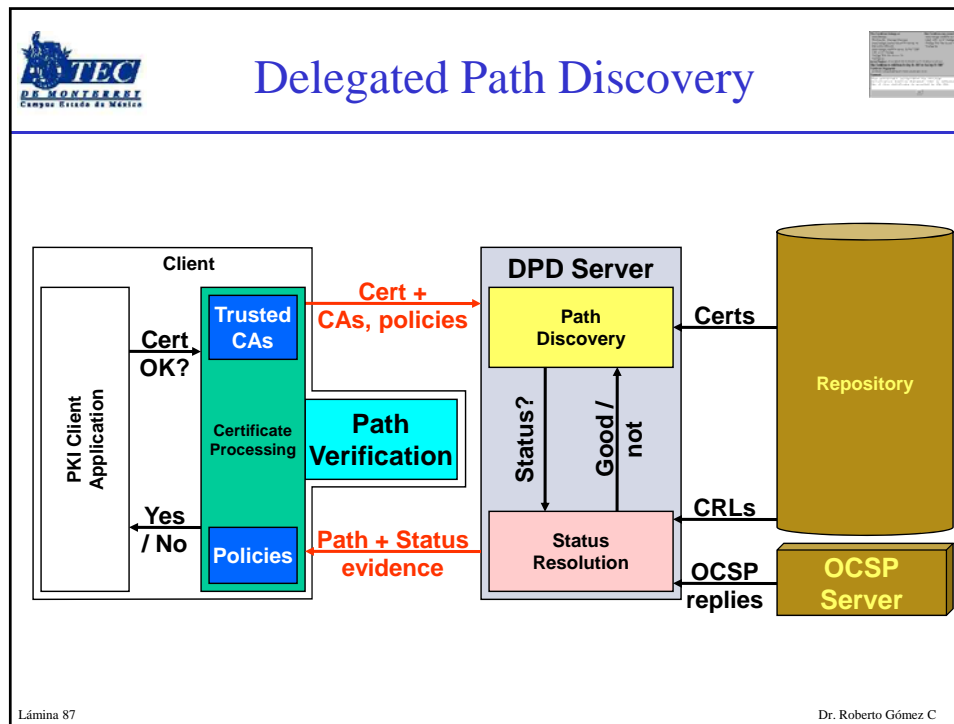 TEC
DE MONTERREY
Campus Estado de México
Delegated Path Discovery
Client
PKI Client
Application
Cert
OK?
Yes
/ No
Trusted
CAs
Certificate
Processing
Policies
Path
Verification
Cert +
CAs, policies
Path + Status
evidence
DPD Server
Path
Discovery
Status?
Good /
not
Status
Resolution
Certs
CRLs
OCSP
replies
Repository
OCSP
Server
Lámina 87
Dr. Roberto Gómez C